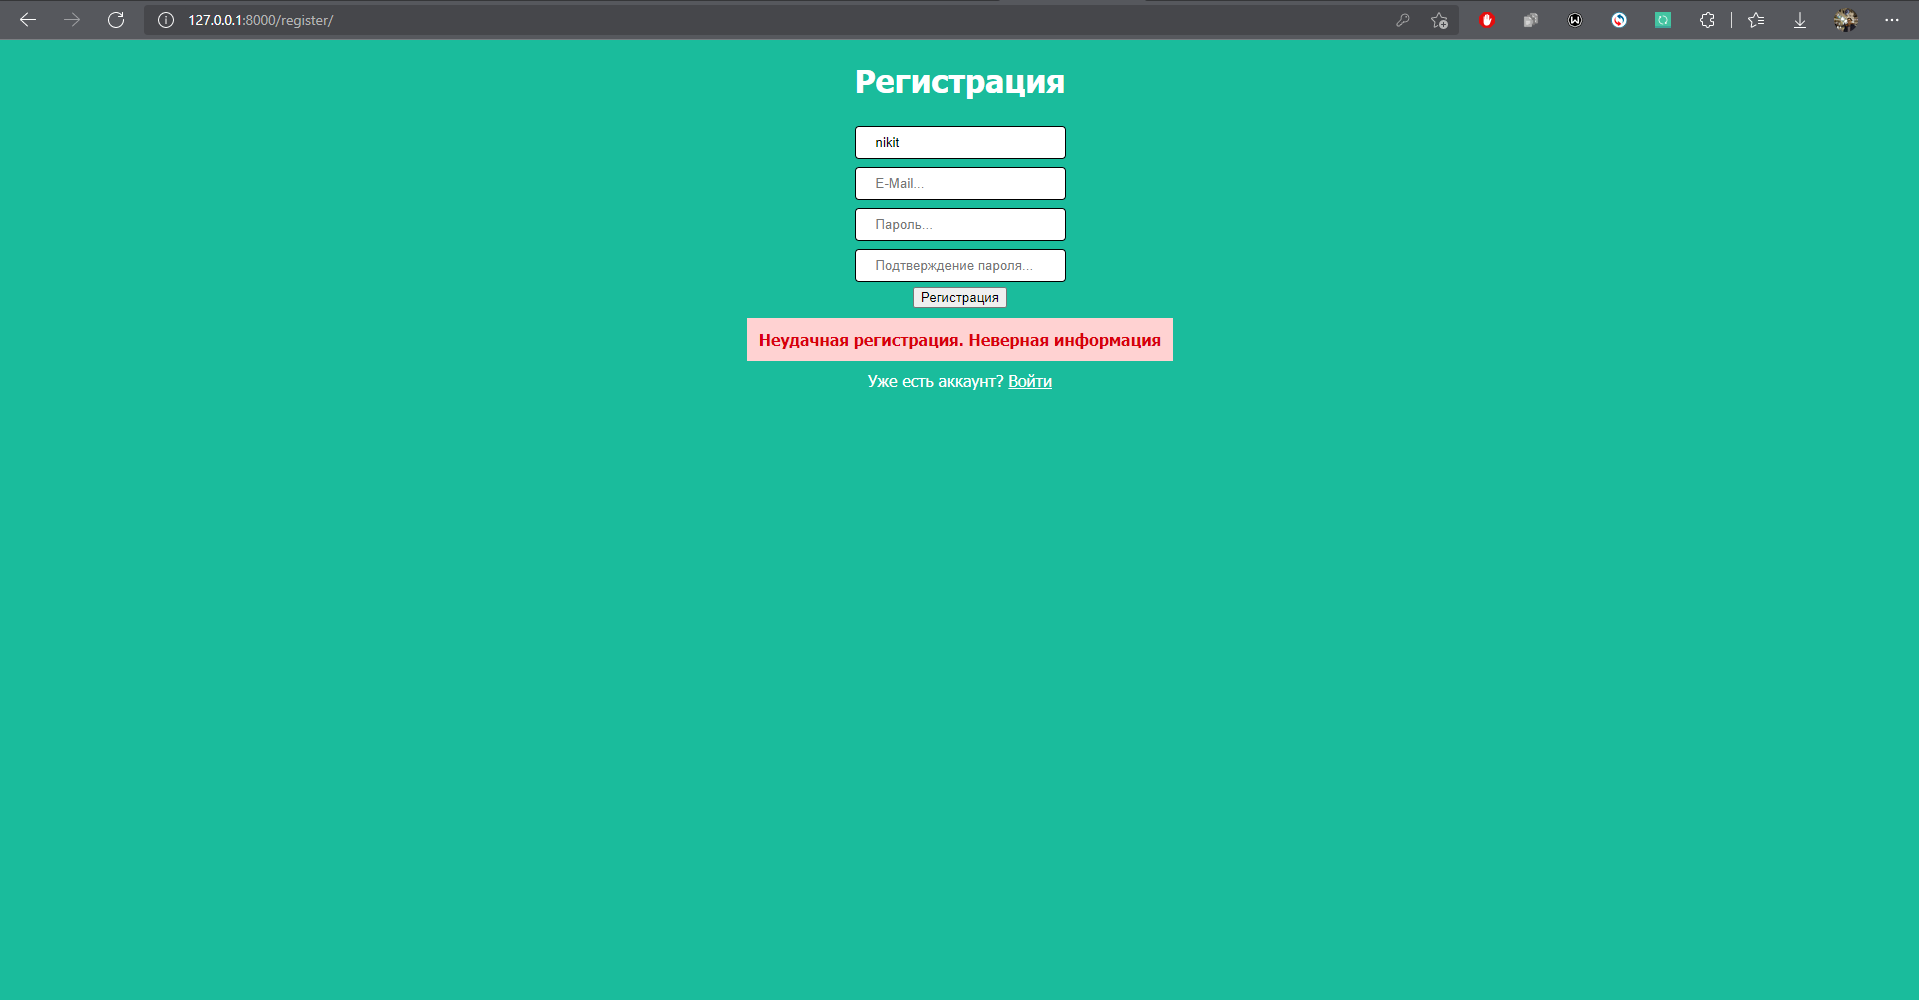 127.0.0.1:8000/register/
Регистрация
nikit
E-Mail...
Пароль...
Подтверждение пароля...
Регистрация
Неудачная регистрация. Неверная информация
Уже есть аккаунт? Войти